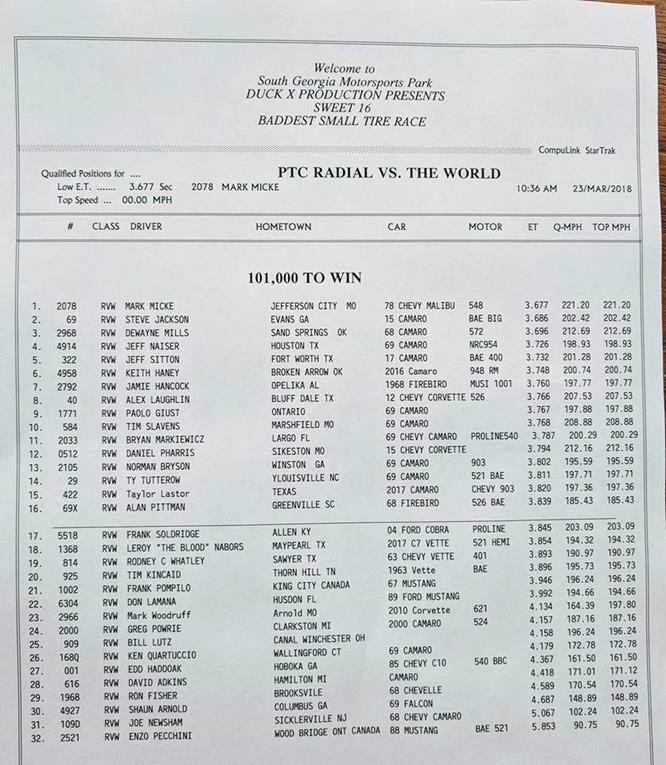 Welcome to
South Georgia Motorsports Park
DUCK X PRODUCTION PRESENTS
SWEET 16
BADDEST SMALL TIRE RACE
CompuLink StarTrak
Qualified Positions for .... PTC RADIAL VS. THE WORLD
Low E.T. ....... 3.677 Sec 2078 MARK MICKE 10:36 AM 23/MAR/2018
Top Speed ... 00.00 MPH
# CLASS DRIVER HOMETOWN CAR MOTOR ET Q-MPH TOP MPH
101,000 TO WIN
1. 2078 RVW MARK MICKE JEFFERSON CITY MO 78 CHEVY MALIBU 548 3.677 221.20 221.20
2. 69 RVW STEVE JACKSON EVANS GA 15 CAMARO BAE BIG 3.686 202.42 202.42
3. 2968 RVW DEWAYNE MILLS SAND SPRINGS OK 68 CAMARO 572 3.696 212.69 212.69
4. 4914 RVW JEFF NAISER HOUSTON TX 69 CAMARO NRC954 3.726 198.93 198.93
5. 322 RVW JEFF SITTON FORT WORTH TX 17 CAMARO BAE 400 3.732 201.28 201.28
6. 4958 RVW KEITH HANEY BROKEN ARROW OK 2016 Camaro 948 RM 3.748 200.74 200.74
7. 2792 RVW JAMIE HANCOCK OPELIKA AL 1968 FIREBIRD MUSI 1001 3.760 197.77 197.77
8. 40 RVW ALEX LAUGHLIN BLUFF DALE TX 12 CHEVY CORVETTE 526 3.766 207.53 207.53
9. 1771 RVW PAOLO GIUST ONTARIO 69 CAMARO 3.767 197.88 197.88
10. 584 RVW TIM SLAVENS MARSHFIELD MO 69 CAMARO 3.768 208.88 208.88
11. 2033 RVW BRYAN MARKIEWICZ LARGO FL 69 CHEVY CAMARO PROLINE540 3.787 200.29 200.29
12. 0512 RVW DANIEL PHARRIS SIKESTON MO 15 CHEVY CORVETTE 3.794 212.16 212.16
13. 2105 RVW NORMAN BRYSON WINSTON GA 69 CAMARO 903 3.802 195.59 195.59
14. 29 RVW TY TUTTEROW YLOUISVILLE NC 69 CAMARO 521 BAE 3.811 197.71 197.71
15. 422 RVW Taylor Lastor TEXAS 2017 CAMARO CHEVY 903 3.820 197.36 197.36
16. 69X RVW ALAN PITTMAN GREENVILLE SC 68 FIREBIRD 526 BAE 3.839 185.43 185.43
17. 5518 RVW FRANK SOLDRIDGE ALLEN KY 04 FORD COBRA PROLINE 3.845 203.09 203.09
18. 1368 RVW LEROY "THE BLOOD" NABORS MAYPEARL TX 2017 C7 VETTE 521 HEMI 3.854 194.32 194.32
19. 814 RVW RODNEY C WHATLEY SAWYER TX 63 CHEVY VETTE 401 3.893 190.97 190.97
20. 925 RVW TIM KINCAID THORN HILL TN 1963 Vette BAE 3.896 195.73 195.73
21. 1002 RVW FRANK POMPILO KING CITY CANADA 67 MUSTANG 3.946 196.24 196.24
22. 6304 RVW DON LAMANA HUSDON FL 89 FORD MUSTANG 3.992 194.66 194.66
23. 2966 RVW Mark Woodruff Arnold MO 2010 Corvette 621 4.134 164.39 197.80
24. 2000 RVW GREG POWRIE CLARKSTON MI 2000 CAMARO 524 4.157 187.16 187.16
25. 909 RVW BILL LUTZ CANAL WINCHESTER OH 4.158 196.24 196.24
26. 1680 RVW KEN QUARTUCCIO WALLINGFORD CT 69 CAMARO 4.179 172.78 172.78
27. 001 RVW EDD HADDOAK HOBOKA GA 85 CHEVY C10 540 BBC 4.367 161.50 161.50
28. 616 RVW DAVID ADKINS HAMILTON MI CAMARO 4.418 171.01 171.12
29. 1968 RVW RON FISHER BROOKSVILE 68 CHEVELLE 4.589 170.54 170.54
30. 4927 RVW SHAUN ARNOLD COLUMBUS GA 69 FALCON 4.687 148.89 148.89
31. 109D RVW JOE NEWSHAM SICKLERVILLE NJ 68 CHEVY CAMARO 5.067 102.24 102.24
32. 2521 RVW ENZO PECCHINI WOOD BRIDGE ONT CANADA 88 MUSTANG BAE 521 5.853 90.75 90.75